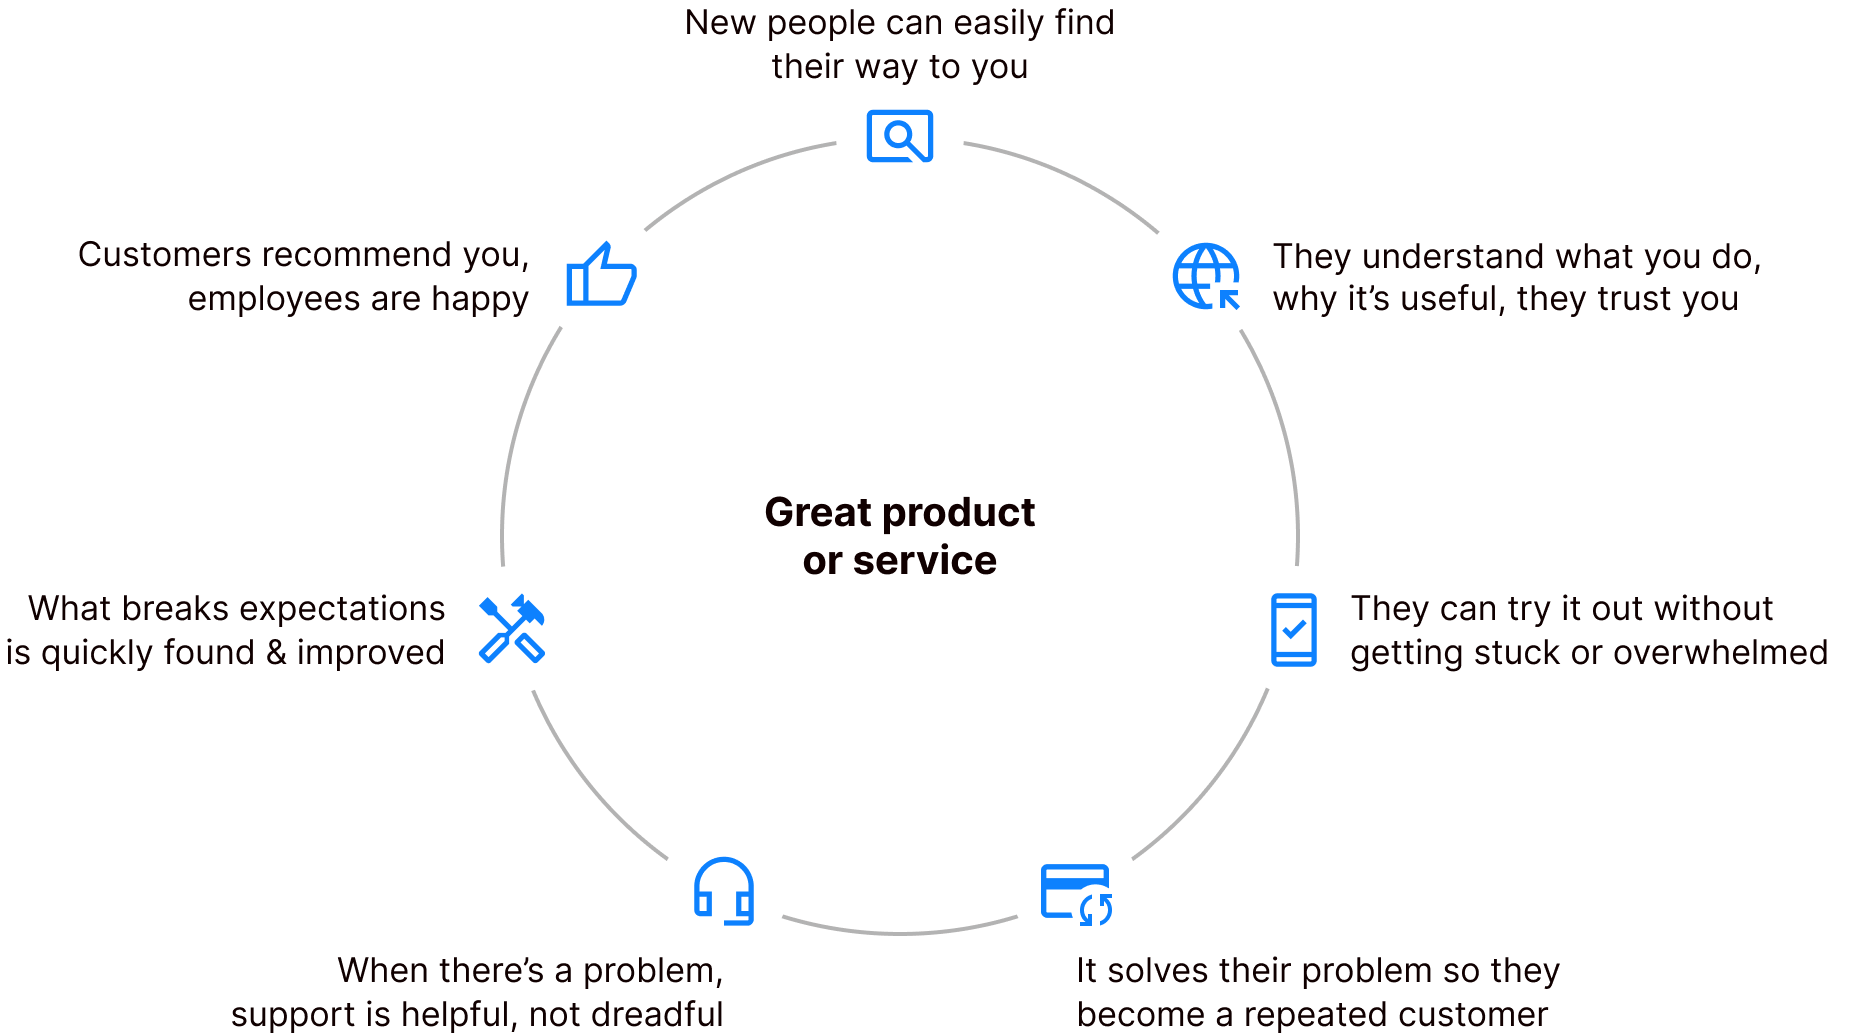 New people can easily find
their way to you
They understand what you do,
why it’s useful, they trust you
They can try it out without
getting stuck or overwhelmed
It solves their problem so they
become a repeated customer
When there’s a problem,
support is helpful, not dreadful
What breaks expectations
is quickly found & improved
Customers recommend you,
employees are happy
Great product
or service